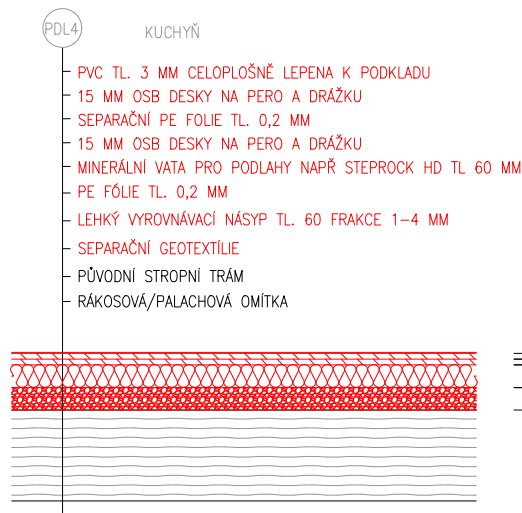 PDL4
KUCHYŇ
PVC TL. 3 MM CELOPLOŠNĚ LEPENA K PODKLADU
15 MM OSB DESKY NA PERO A DRÁŽKU
SEPARAČNÍ PE FOLIE TL. 0,2 MM
15 MM OSB DESKY NA PERO A DRÁŽKU
MINERÁLNÍ VATA PRO PODLAHY NAPŘ STEPROCK HD TL 60 MM
PE FÓLIE TL. 0,2 MM
LEHKÝ VYROVNÁVACÍ NÁSYP TL. 60 FRAKCE 1–4 MM
SEPARAČNÍ GEOTEXTÍLIE
PŮVODNÍ STROPNÍ TRÁM
RÁKOSOVÁ/PALACHOVÁ OMÍTKA